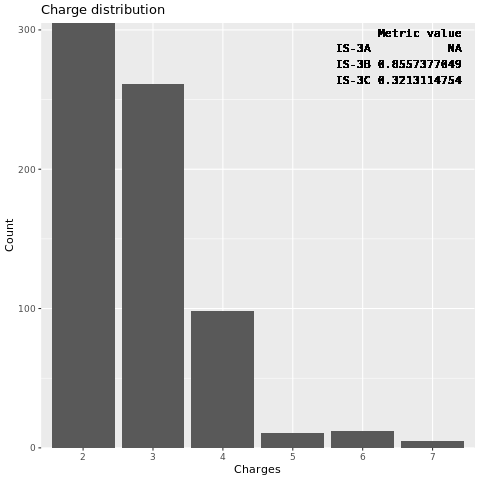 Charge distribution
Metric value
IS-3A NA
IS-3B 0.8557377049
IS-3C 0.3213114754
300
200
100
0
Count
2 3 4 5 6 7
Charges